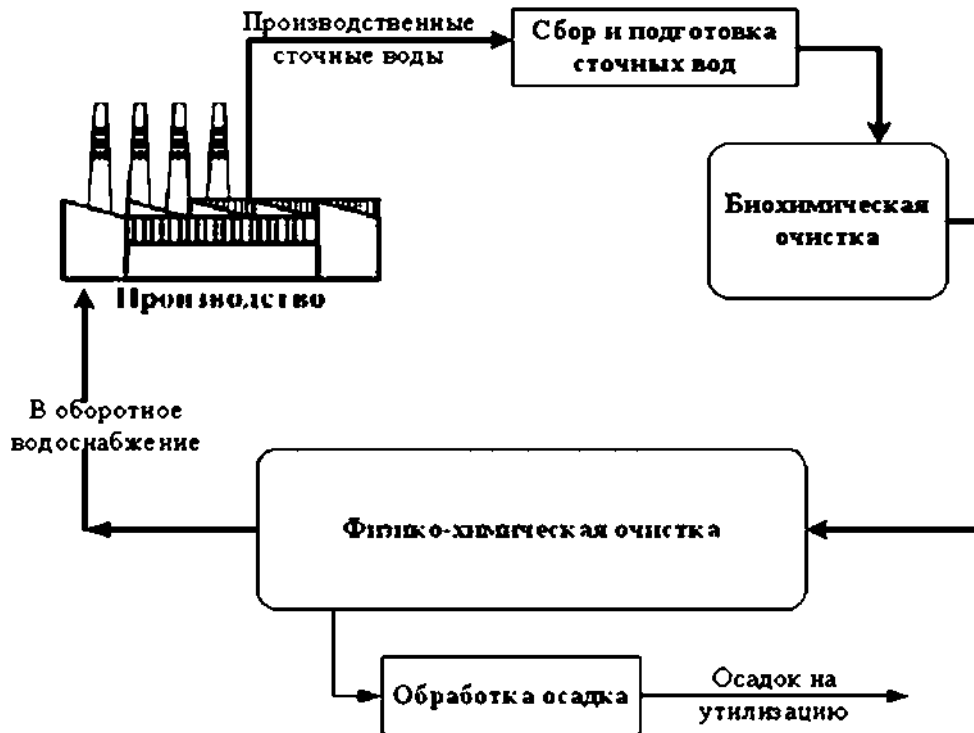 Производственные
сточные воды
Сбор и подготовка
сточных вод
Биохимическая
очистка
Производство
В оборотное
водоснабжение
Физико-химическая очистка
Обработка осадка
Осадок на
утилизацию